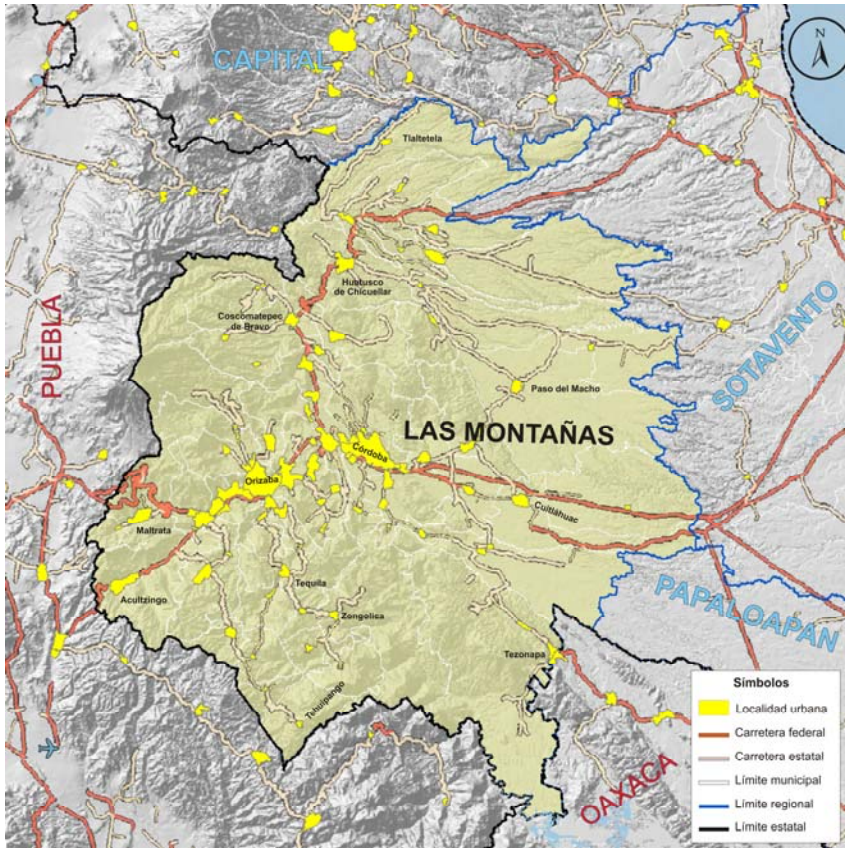 CAPITAL
Tlaltetela
Huatusco
de Chicuellar
Coscomatepec
de Bravo
PUEBLA
SOTAVENTO
Paso del Macho
LAS MONTAÑAS
Córdoba
Orizaba
Cuitláhuac
Maltrata
Acultzingo
Tequila
Zongolica
PAPALOAPAN
Tezonapa
Tehuipango
OAXACA
Símbolos
Localidad urbana
Carretera federal
Carretera estatal
Límite municipal
Límite regional
Límite estatal